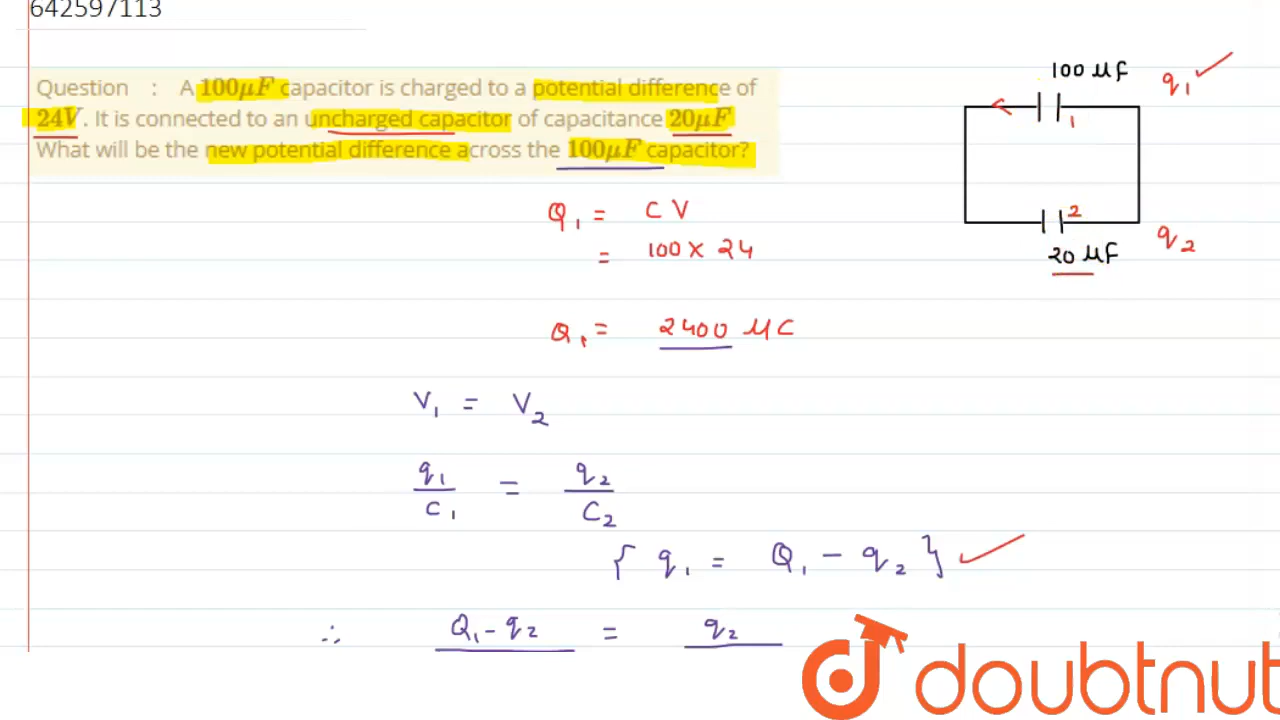 642597113
Question : A 100μF capacitor is charged to a potential difference of
24V. It is connected to an uncharged capacitor of capacitance 20μF
What will be the new potential difference across the 100μF capacitor?
100 μF
q1
1
2
q2
20 μF
Q1 = CV
= 100 × 24
Q1 = 2400 μC
V1 = V2
q1/C1 = q2/C2
{ q1 = Q1 − q2 }
∴ Q1 − q2 = q2
doubtnut